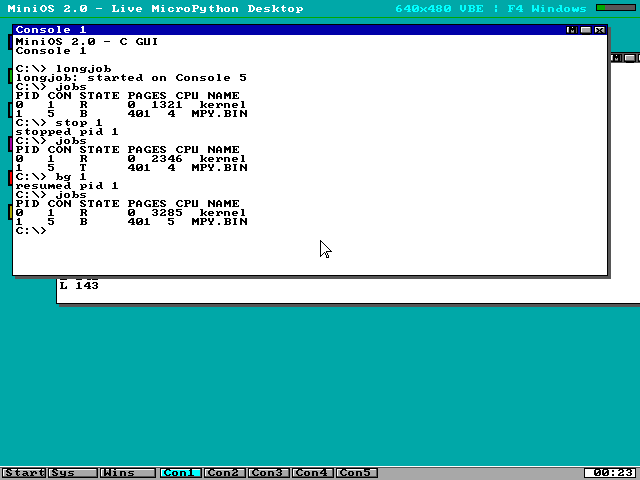 MiniOS 2.0 - Live MicroPython Desktop
640x480 VBE | F4 Windows
Console 1
MiniOS 2.0 - C GUI
Console 1
C:\> longjob
longjob: started on Console 5
C:\> jobs
PID CON STATE PAGES CPU NAME
0 1 R 0 1321 kernel
1 5 B 401 4 MPY.BIN
C:\> stop 1
stopped pid 1
C:\> jobs
PID CON STATE PAGES CPU NAME
0 1 R 0 2346 kernel
1 5 T 401 4 MPY.BIN
C:\> bg 1
resumed pid 1
C:\> jobs
PID CON STATE PAGES CPU NAME
0 1 R 0 3285 kernel
1 5 B 401 5 MPY.BIN
C:\>
L 143
Start Sys Wins Con1 Con2 Con3 Con4 Con5 00:23